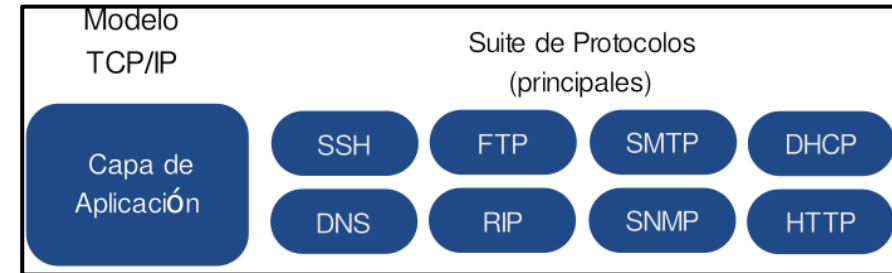 Modelo
TCP/IP
Suite de Protocolos
(principales)
Capa de
Aplicación
SSH
FTP
SMTP
DHCP
DNS
RIP
SNMP
HTTP